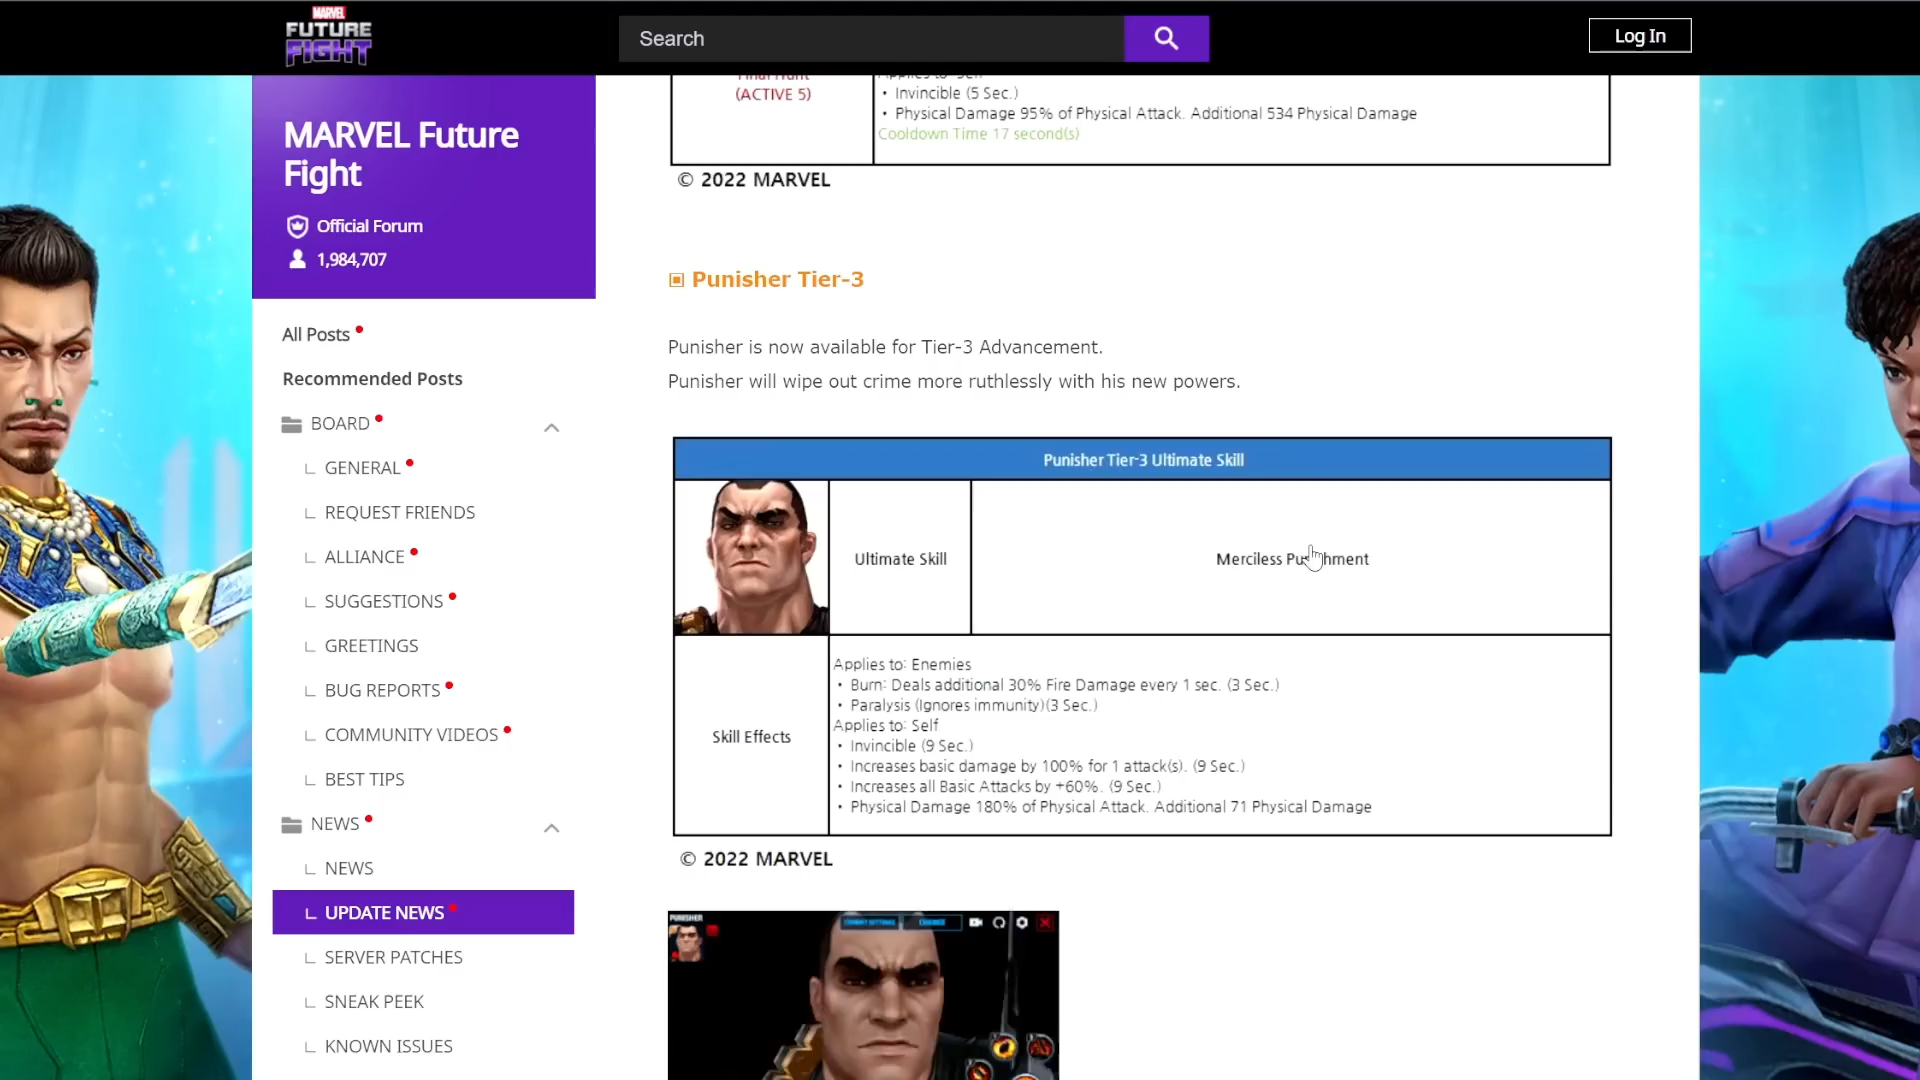 MARVEL
FUTURE
FIGHT
Search
Log In
MARVEL Future
Fight
Official Forum
1,984,707
All Posts
Recommended Posts
BOARD
GENERAL
REQUEST FRIENDS
ALLIANCE
SUGGESTIONS
GREETINGS
BUG REPORTS
COMMUNITY VIDEOS
BEST TIPS
NEWS
NEWS
UPDATE NEWS
SERVER PATCHES
SNEAK PEEK
KNOWN ISSUES
Final Hunt
(ACTIVE 5)
Applies to: Self
• Invincible (5 Sec.)
• Physical Damage 95% of Physical Attack. Additional 534 Physical Damage
Cooldown Time 17 second(s)
© 2022 MARVEL
Punisher Tier-3
Punisher is now available for Tier-3 Advancement.
Punisher will wipe out crime more ruthlessly with his new powers.
Punisher Tier-3 Ultimate Skill
Ultimate Skill
Merciless Punishment
Skill Effects
Applies to: Enemies
• Burn: Deals additional 30% Fire Damage every 1 sec. (3 Sec.)
• Paralysis (Ignores immunity)(3 Sec.)
Applies to: Self
• Invincible (9 Sec.)
• Increases basic damage by 100% for 1 attack(s). (9 Sec.)
• Increases all Basic Attacks by +60%. (9 Sec.)
• Physical Damage 180% of Physical Attack. Additional 71 Physical Damage
© 2022 MARVEL
PUNISHER